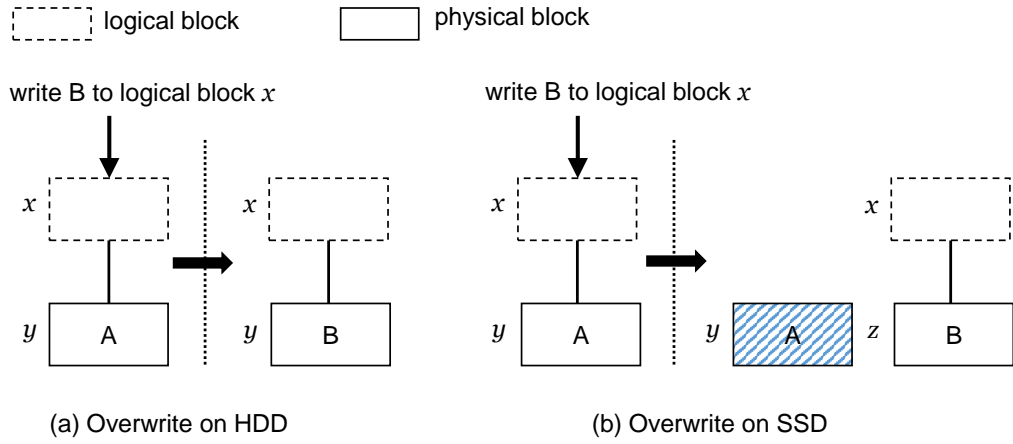 logical block physical block
write B to logical block x write B to logical block x
x x x x
y A y B y A y A z B
(a) Overwrite on HDD (b) Overwrite on SSD